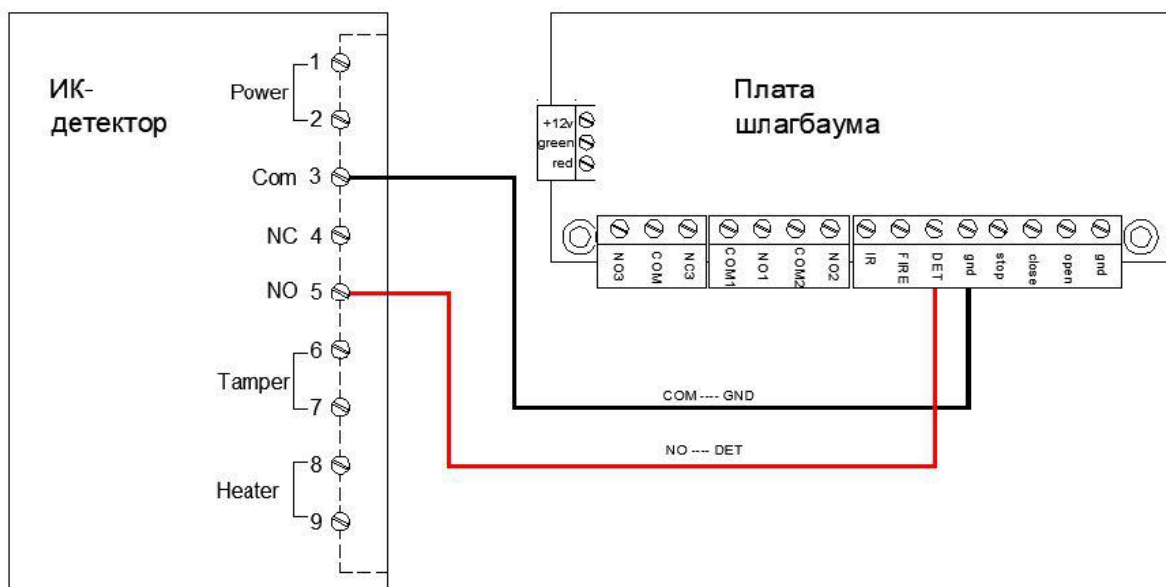 ИК-
детектор
1
Power
2
Com 3
NC 4
NO 5
6
Tamper
7
8
Heater
9
Плата
шлагбаума
+12v
green
red
NO3
COM
NC3
COM1
NO1
COM2
NO2
IR
FIRE
DET
gnd
stop
close
open
gnd
COM ---- GND
NO ---- DET